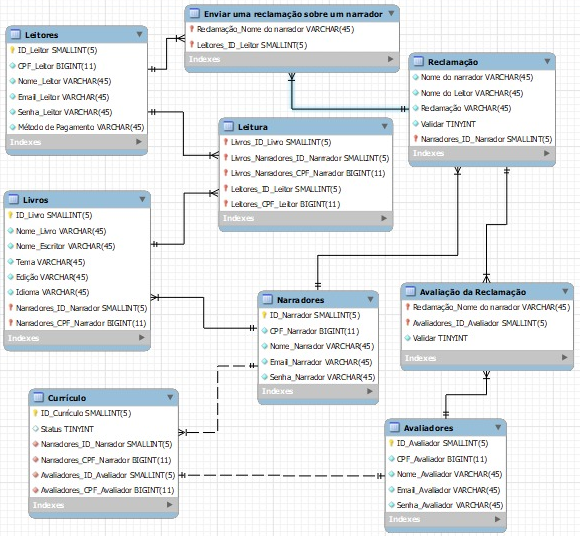 Enviar uma reclamação sobre um narrador
Reclamação_Nome do narrador VARCHAR(45)
Leitores_ID_Leitor SMALLINT(5)
Indexes
Leitores
ID_Leitor SMALLINT(5)
CPF_Leitor BIGINT(11)
Nome_Leitor VARCHAR(45)
Email_Leitor VARCHAR(45)
Senha_Leitor VARCHAR(45)
Método de Pagamento VARCHAR(45)
Indexes
Reclamação
Nome do narrador VARCHAR(45)
Nome do Leitor VARCHAR(45)
Reclamação VARCHAR(45)
Validar TINYINT
Narradores_ID_Narrador SMALLINT(5)
Indexes
Leitura
Livros_ID_Livro SMALLINT(5)
Livros_Narradores_ID_Narrador SMALLINT(5)
Livros_Narradores_CPF_Narrador BIGINT(11)
Leitores_ID_Leitor SMALLINT(5)
Leitores_CPF_Leitor BIGINT(11)
Indexes
Livros
ID_Livro SMALLINT(5)
Nome_Livro VARCHAR(45)
Nome_Escritor VARCHAR(45)
Tema VARCHAR(45)
Edição VARCHAR(45)
Idioma VARCHAR(45)
Narradores_ID_Narrador SMALLINT(5)
Narradores_CPF_Narrador BIGINT(11)
Indexes
Narradores
ID_Narrador SMALLINT(5)
CPF_Narrador BIGINT(11)
Nome_Narrador VARCHAR(45)
Email_Narrador VARCHAR(45)
Senha_Narrador VARCHAR(45)
Indexes
Avaliação da Reclamação
Reclamação_Nome do narrador VARCHAR(45)
Avaliadores_ID_Avaliador SMALLINT(5)
Validar TINYINT
Indexes
Currículo
ID_Currículo SMALLINT(5)
Status TINYINT
Narradores_ID_Narrador SMALLINT(5)
Narradores_CPF_Narrador BIGINT(11)
Avaliadores_ID_Avaliador SMALLINT(5)
Avaliadores_CPF_Avaliador BIGINT(11)
Indexes
Avaliadores
ID_Avaliador SMALLINT(5)
CPF_Avaliador BIGINT(11)
Nome_Avaliador VARCHAR(45)
Email_Avaliador VARCHAR(45)
Senha_Avaliador VARCHAR(45)
Indexes